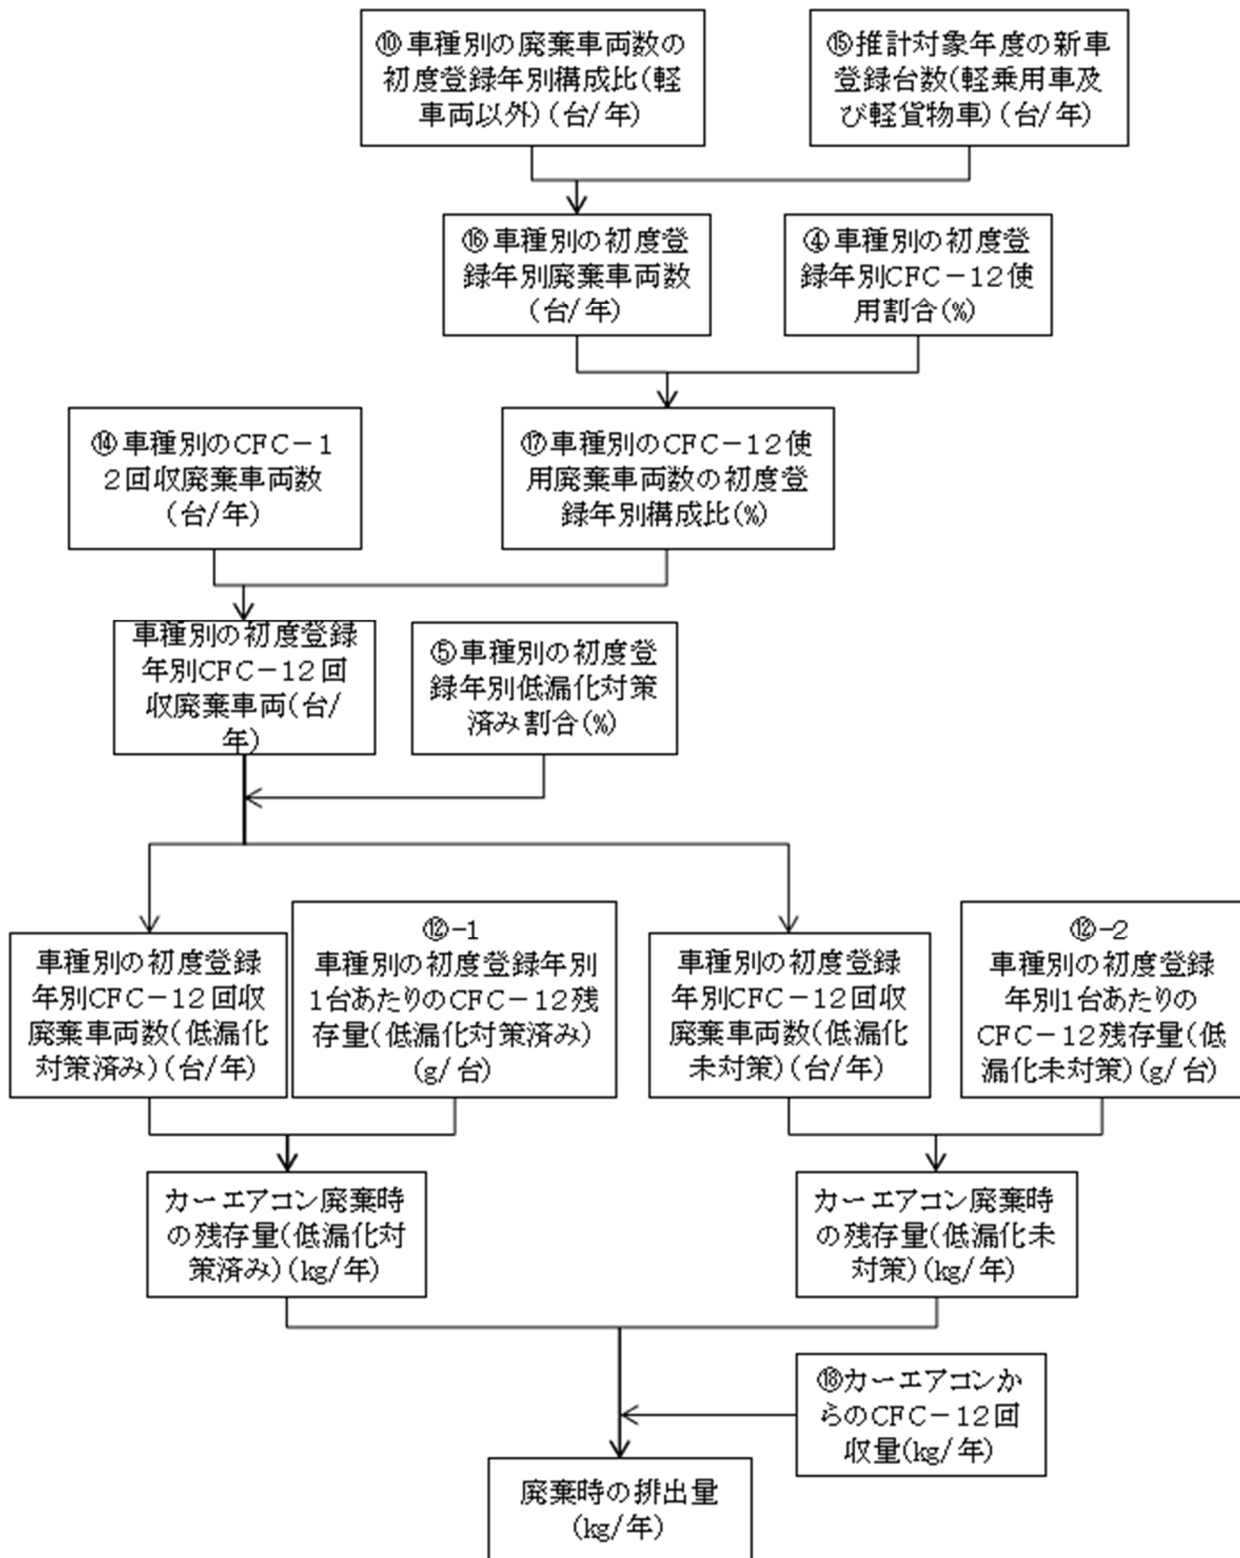 ⑩車種別の廃棄車両数の
初度登録年別構成比(軽
車両以外)(台/年)
⑮推計対象年度の新車
登録台数(軽乗用車及
び軽貨物車)(台/年)
⑯車種別の初度登
録年別廃棄車両数
(台/年)
④車種別の初度登
録年別CFC－12使
用割合(%)
⑭車種別のCFC－1
2回収廃棄車両数
(台/年)
⑰車種別のCFC－12使
用廃棄車両数の初度登
録年別構成比(%)
車種別の初度登録
年別CFC－12回
収廃棄車両(台/
年)
⑤車種別の初度登
録年別低漏化対策
済み割合(%)
車種別の初度登録
年別CFC－12回収
廃棄車両数(低漏化
対策済み)(台/年)
⑫-1
車種別の初度登録年別
1台あたりのCFC－12残
存量(低漏化対策済み)
(g/台)
車種別の初度登録
年別CFC－12回収
廃棄車両数(低漏化
未対策)(台/年)
⑫-2
車種別の初度登録
年別1台あたりの
CFC－12残存量(低
漏化未対策)(g/台)
カーエアコン廃棄時
の残存量(低漏化対
策済み)(kg/年)
カーエアコン廃棄時
の残存量(低漏化未
対策)(kg/年)
⑱カーエアコンか
らのCFC－12回
収量(kg/年)
廃棄時の排出量
(kg/年)